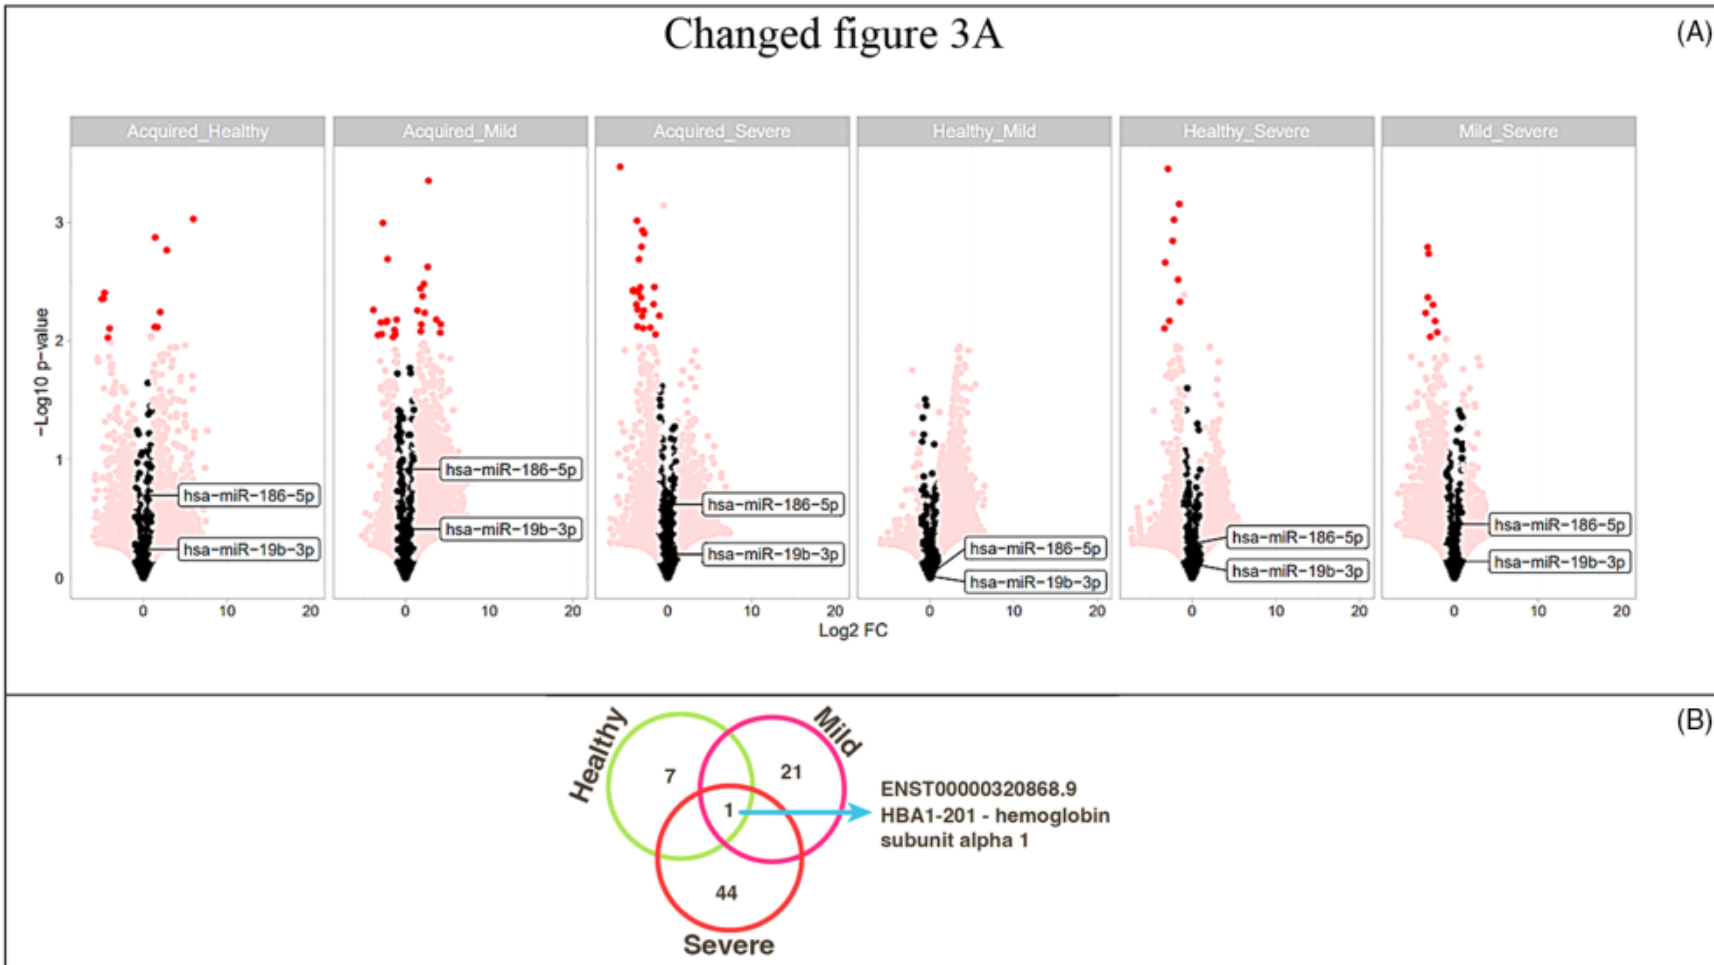 Changed figure 3A
(A)
Acquired_Healthy
Acquired_Mild
Acquired_Severe
Healthy_Mild
Healthy_Severe
Mild_Severe
−Log10 p−value
3
2
1
0
hsa−miR−186−5p
hsa−miR−19b−3p
hsa−miR−186−5p
hsa−miR−19b−3p
hsa−miR−186−5p
hsa−miR−19b−3p
hsa−miR−186−5p
hsa−miR−19b−3p
hsa−miR−186−5p
hsa−miR−19b−3p
hsa−miR−186−5p
hsa−miR−19b−3p
0 10 20
0 10 20
0 10 20
0 10 20
0 10 20
0 10 20
Log2 FC
(B)
Healthy
Mild
7
21
1
ENST00000320868.9
HBA1-201 - hemoglobin
subunit alpha 1
44
Severe